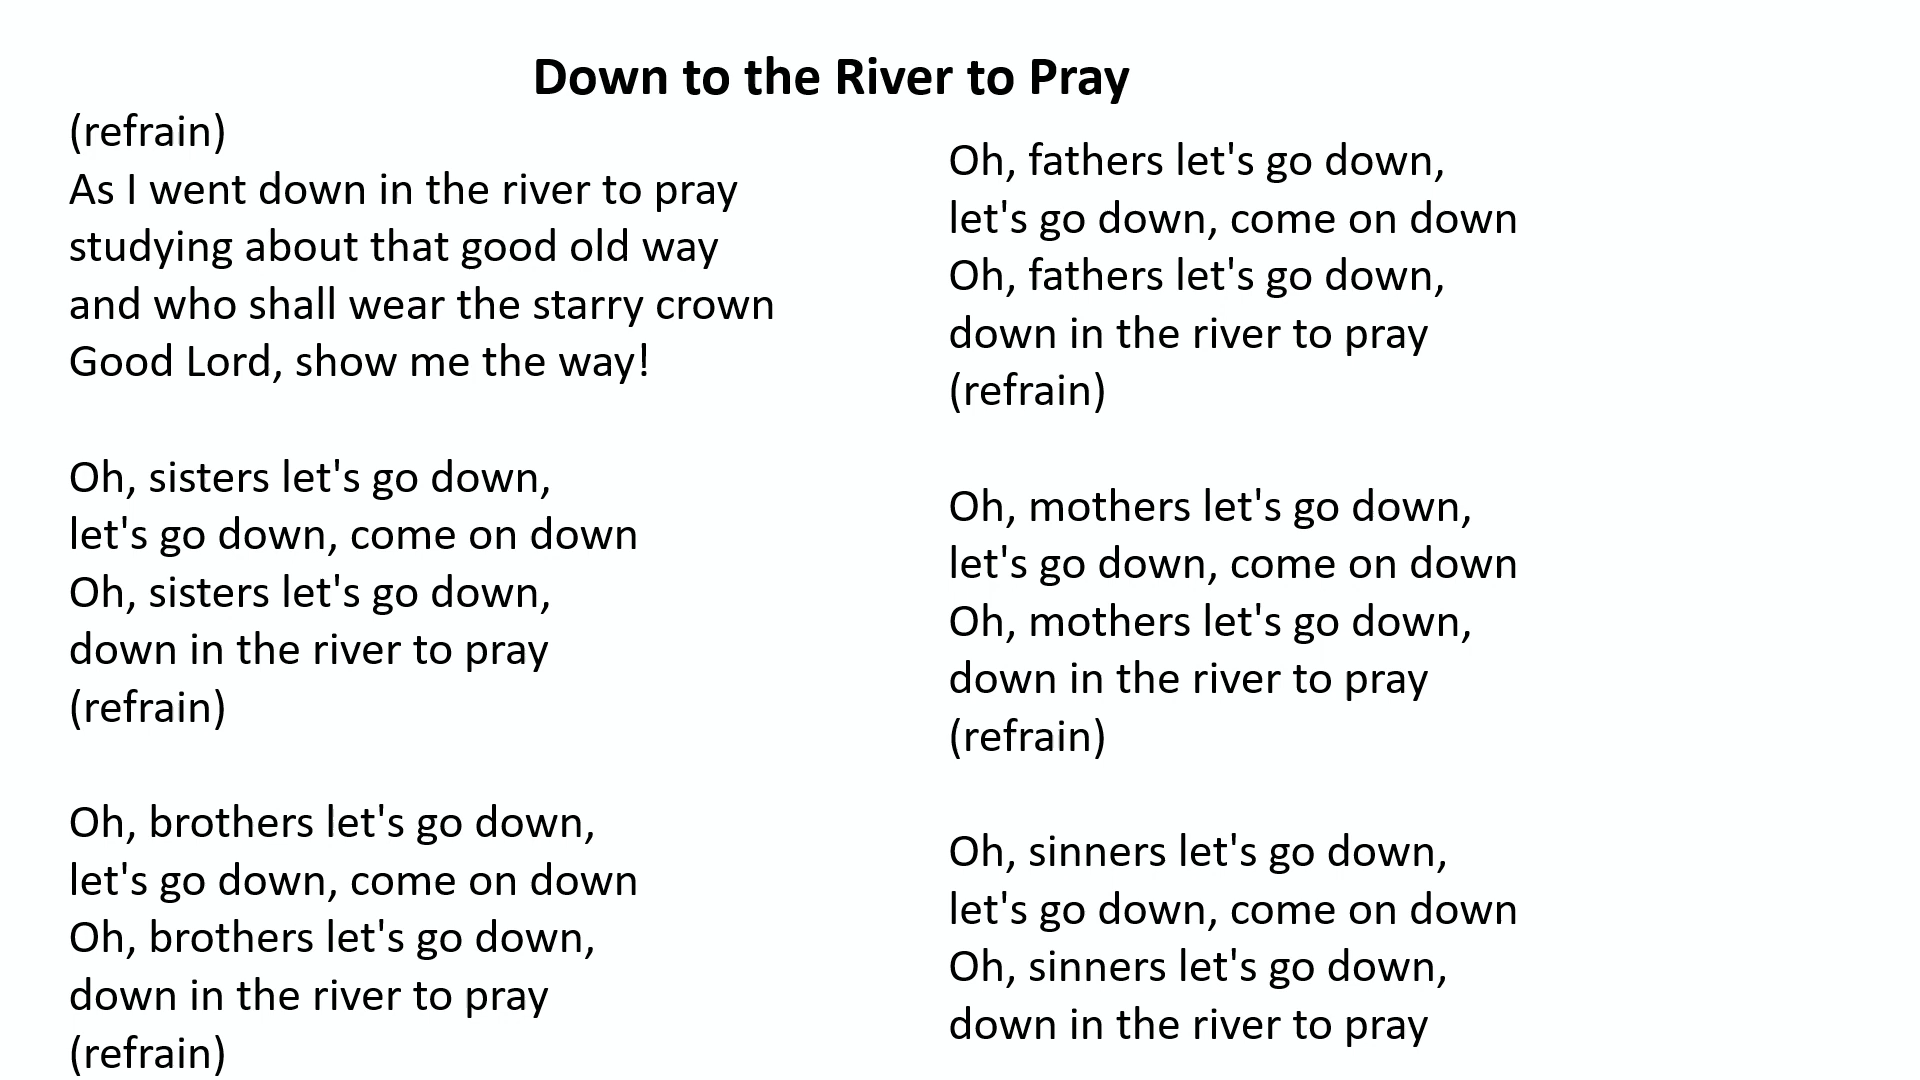 Down to the River to Pray
(refrain)
As I went down in the river to pray
studying about that good old way
and who shall wear the starry crown
Good Lord, show me the way!
Oh, sisters let's go down,
let's go down, come on down
Oh, sisters let's go down,
down in the river to pray
(refrain)
Oh, brothers let's go down,
let's go down, come on down
Oh, brothers let's go down,
down in the river to pray
(refrain)
Oh, fathers let's go down,
let's go down, come on down
Oh, fathers let's go down,
down in the river to pray
(refrain)
Oh, mothers let's go down,
let's go down, come on down
Oh, mothers let's go down,
down in the river to pray
(refrain)
Oh, sinners let's go down,
let's go down, come on down
Oh, sinners let's go down,
down in the river to pray